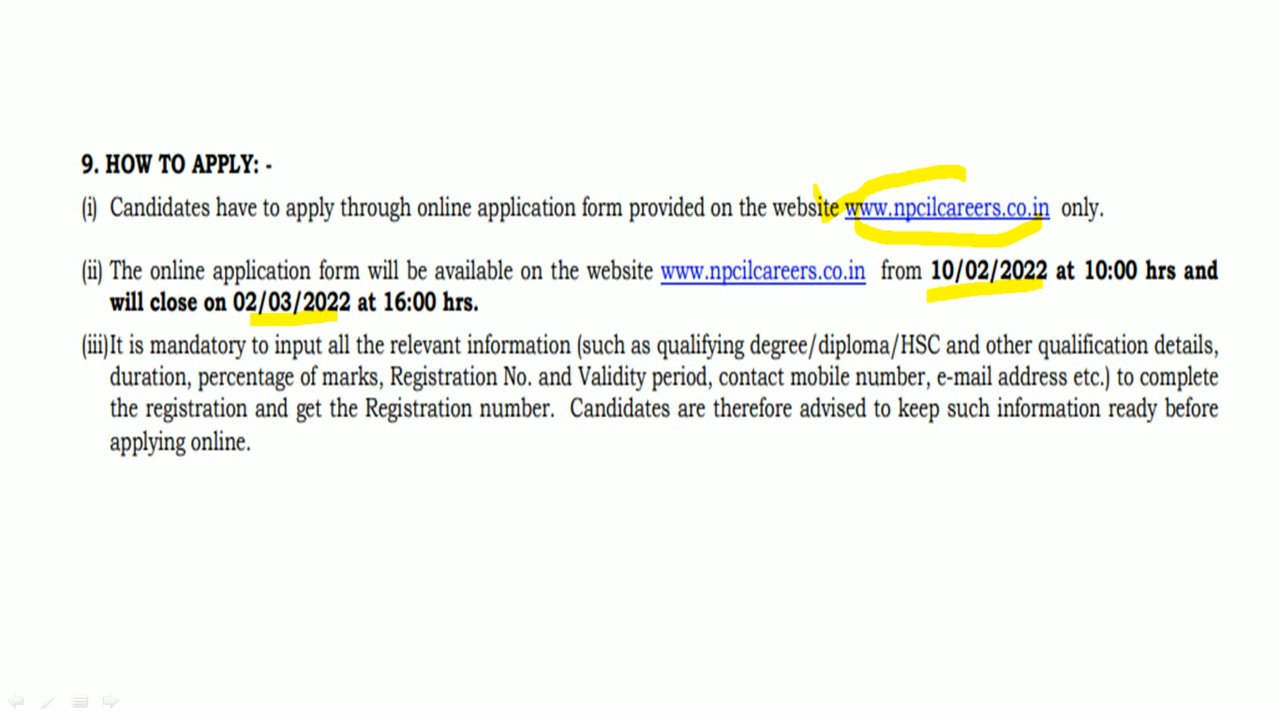 9. HOW TO APPLY: -
(i) Candidates have to apply through online application form provided on the website www.npcilcareers.co.in only.
(ii) The online application form will be available on the website www.npcilcareers.co.in from 10/02/2022 at 10:00 hrs and
will close on 02/03/2022 at 16:00 hrs.
(iii)It is mandatory to input all the relevant information (such as qualifying degree/diploma/HSC and other qualification details,
duration, percentage of marks, Registration No. and Validity period, contact mobile number, e-mail address etc.) to complete
the registration and get the Registration number. Candidates are therefore advised to keep such information ready before
applying online.